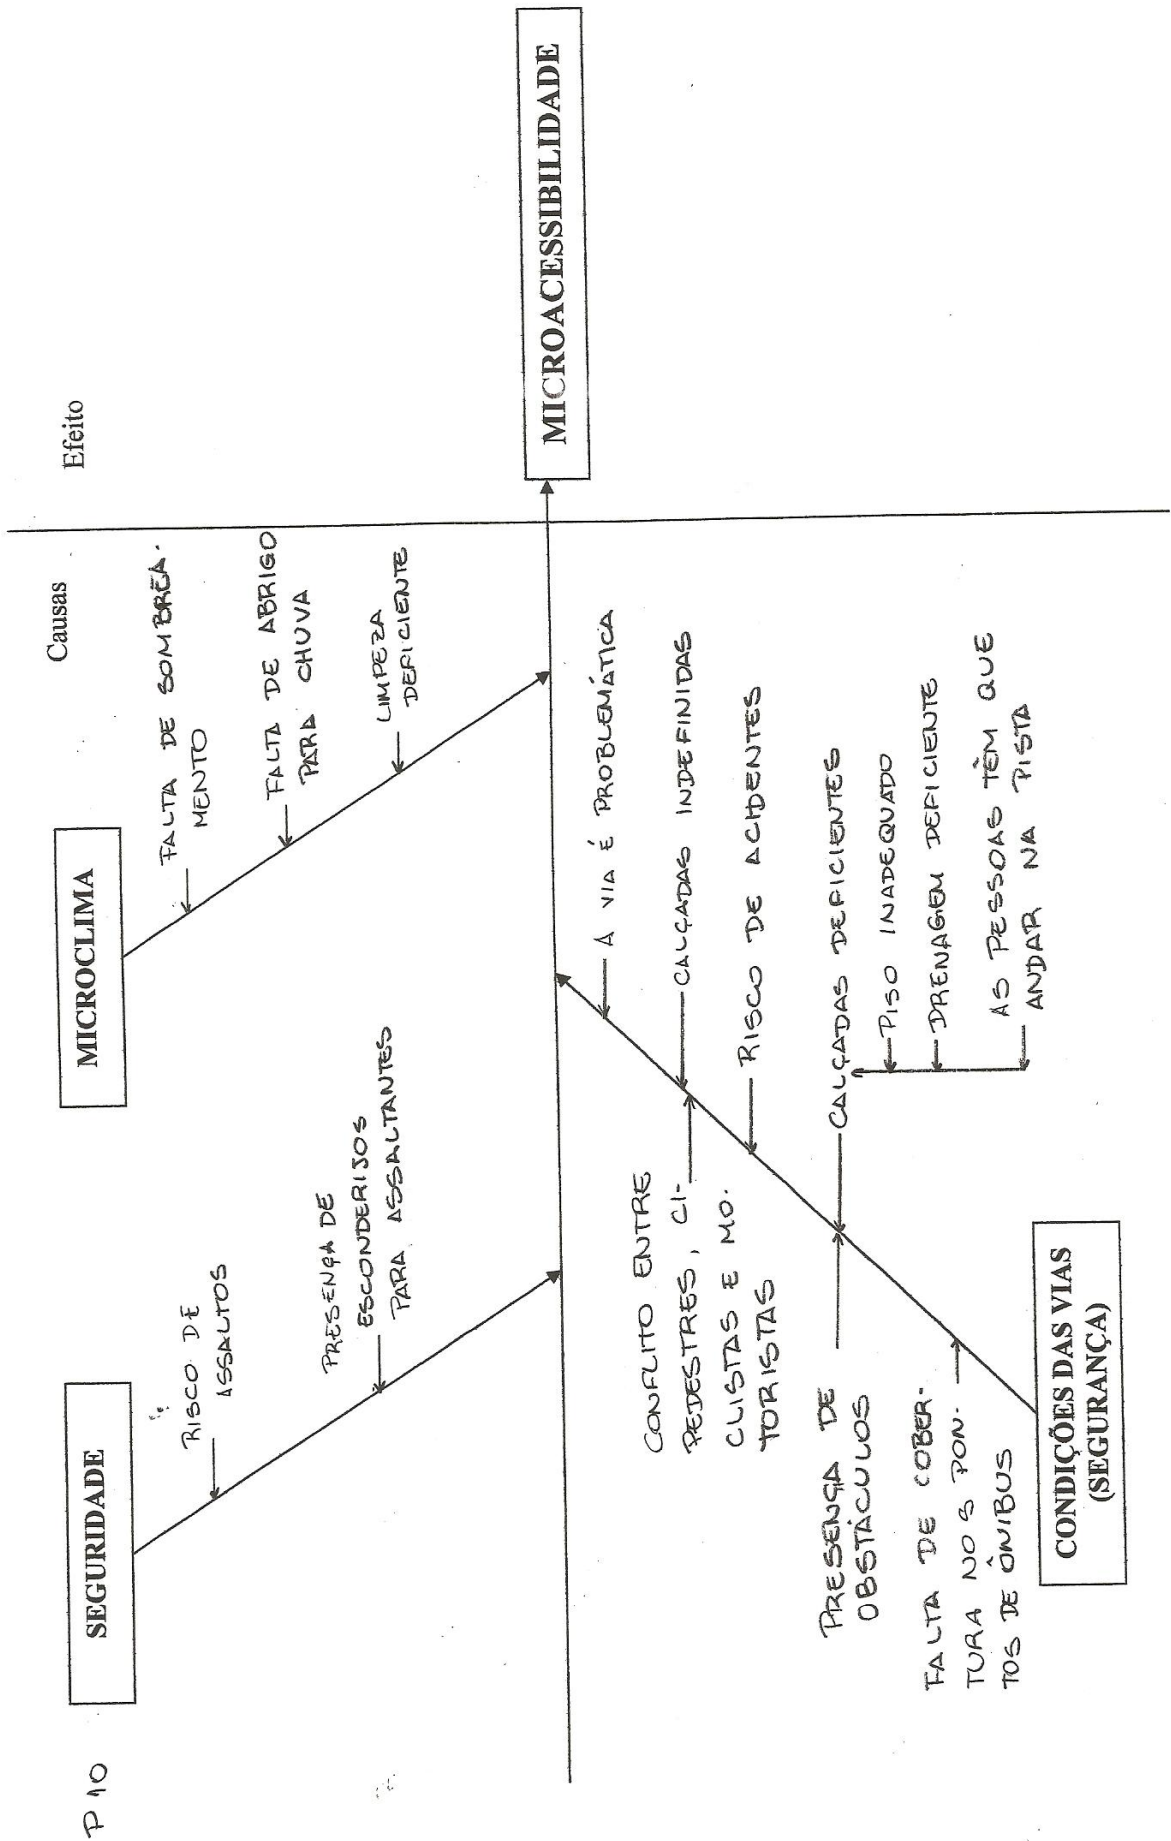 P 10
Causas
Efeito
SEGURIDADE
RISCO DE
ASSALTOS
PRESENÇA DE
ESCONDERIJOS
PARA ASSALTANTES
MICROCLIMA
FALTA DE SOMBREA-
MENTO
FALTA DE ABRIGO
PARA CHUVA
LIMPEZA
DEFICIENTE
MICROACESSIBILIDADE
A VIA É PROBLEMÁTICA
CALÇADAS INDEFINIDAS
RISCO DE ACIDENTES
CALÇADAS DEFICIENTES
PISO INADEQUADO
DRENAGEM DEFICIENTE
AS PESSOAS TÊM QUE
ANDAR NA PISTA
CONFLITO ENTRE
PEDESTRES, CI-
CLISTAS E MO-
TORISTAS
PRESENÇA DE
OBSTÁCULOS
FALTA DE COBER-
TURA NOS PON-
TOS DE ÔNIBUS
CONDIÇÕES DAS VIAS
(SEGURANÇA)